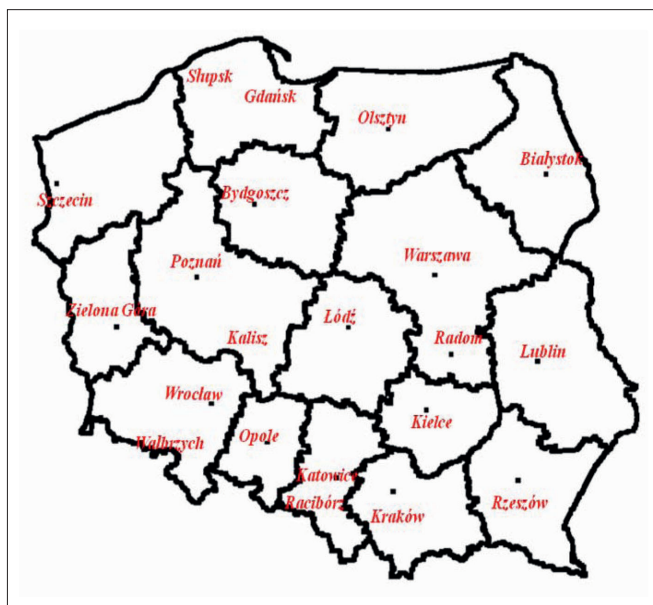 Słupsk
Gdańsk
Olsztyn
Białystok
Szczecin
Bydgoszcz
Poznań
Warszawa
Zielona Góra
Kalisz
Łódź
Radom
Lublin
Wrocław
Kielce
Wałbrzych
Opole
Katowice
Racibórz
Kraków
Rzeszów